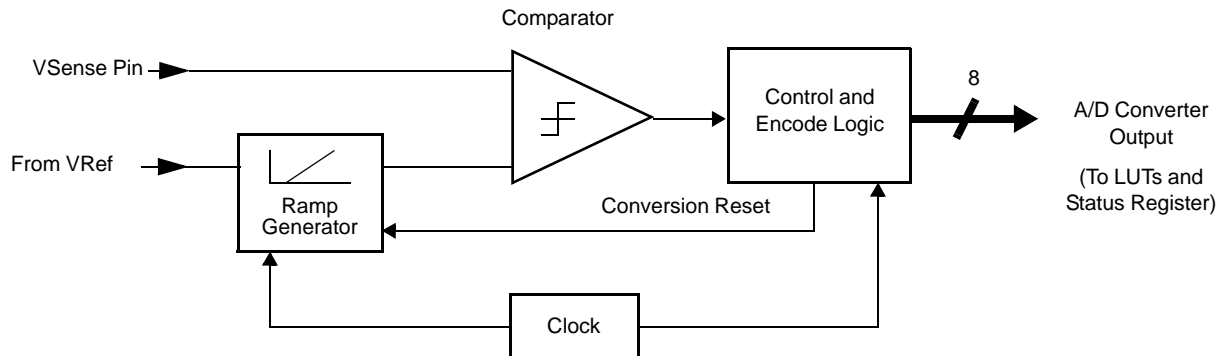 Comparator
VSense Pin
8
Control and
Encode Logic
A/D Converter
Output
(To LUTs and
Status Register)
From VRef
Ramp
Generator
Conversion Reset
Clock